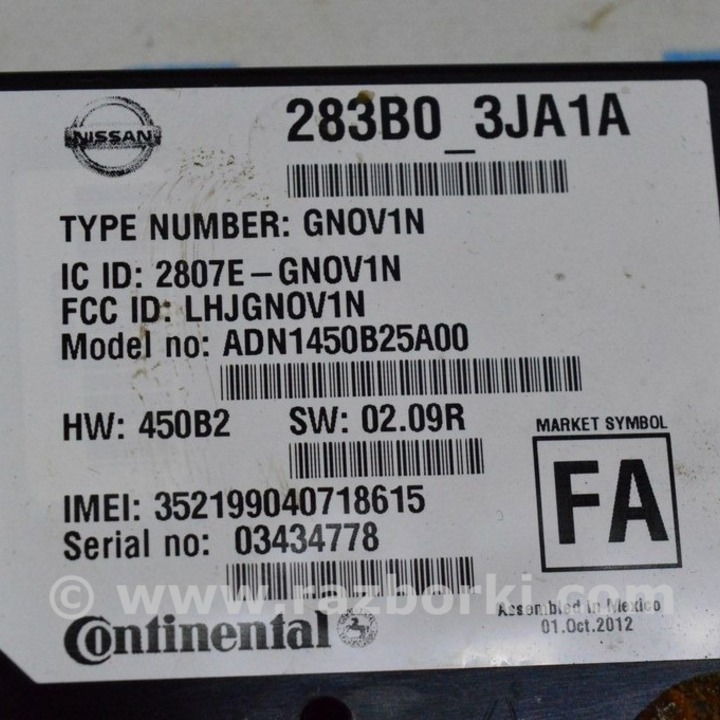 NISSAN
283B0_3JA1A
TYPE NUMBER: GNOV1N
IC ID: 2807E-GNOV1N
FCC ID: LHJGNOV1N
Model no: ADN1450B25A00
HW: 450B2 SW: 02.09R
MARKET SYMBOL
FA
IMEI: 352199040718615
Serial no: 03434778
© www.razborki.com
Assembled in Mexico
01.Oct.2012
Continental